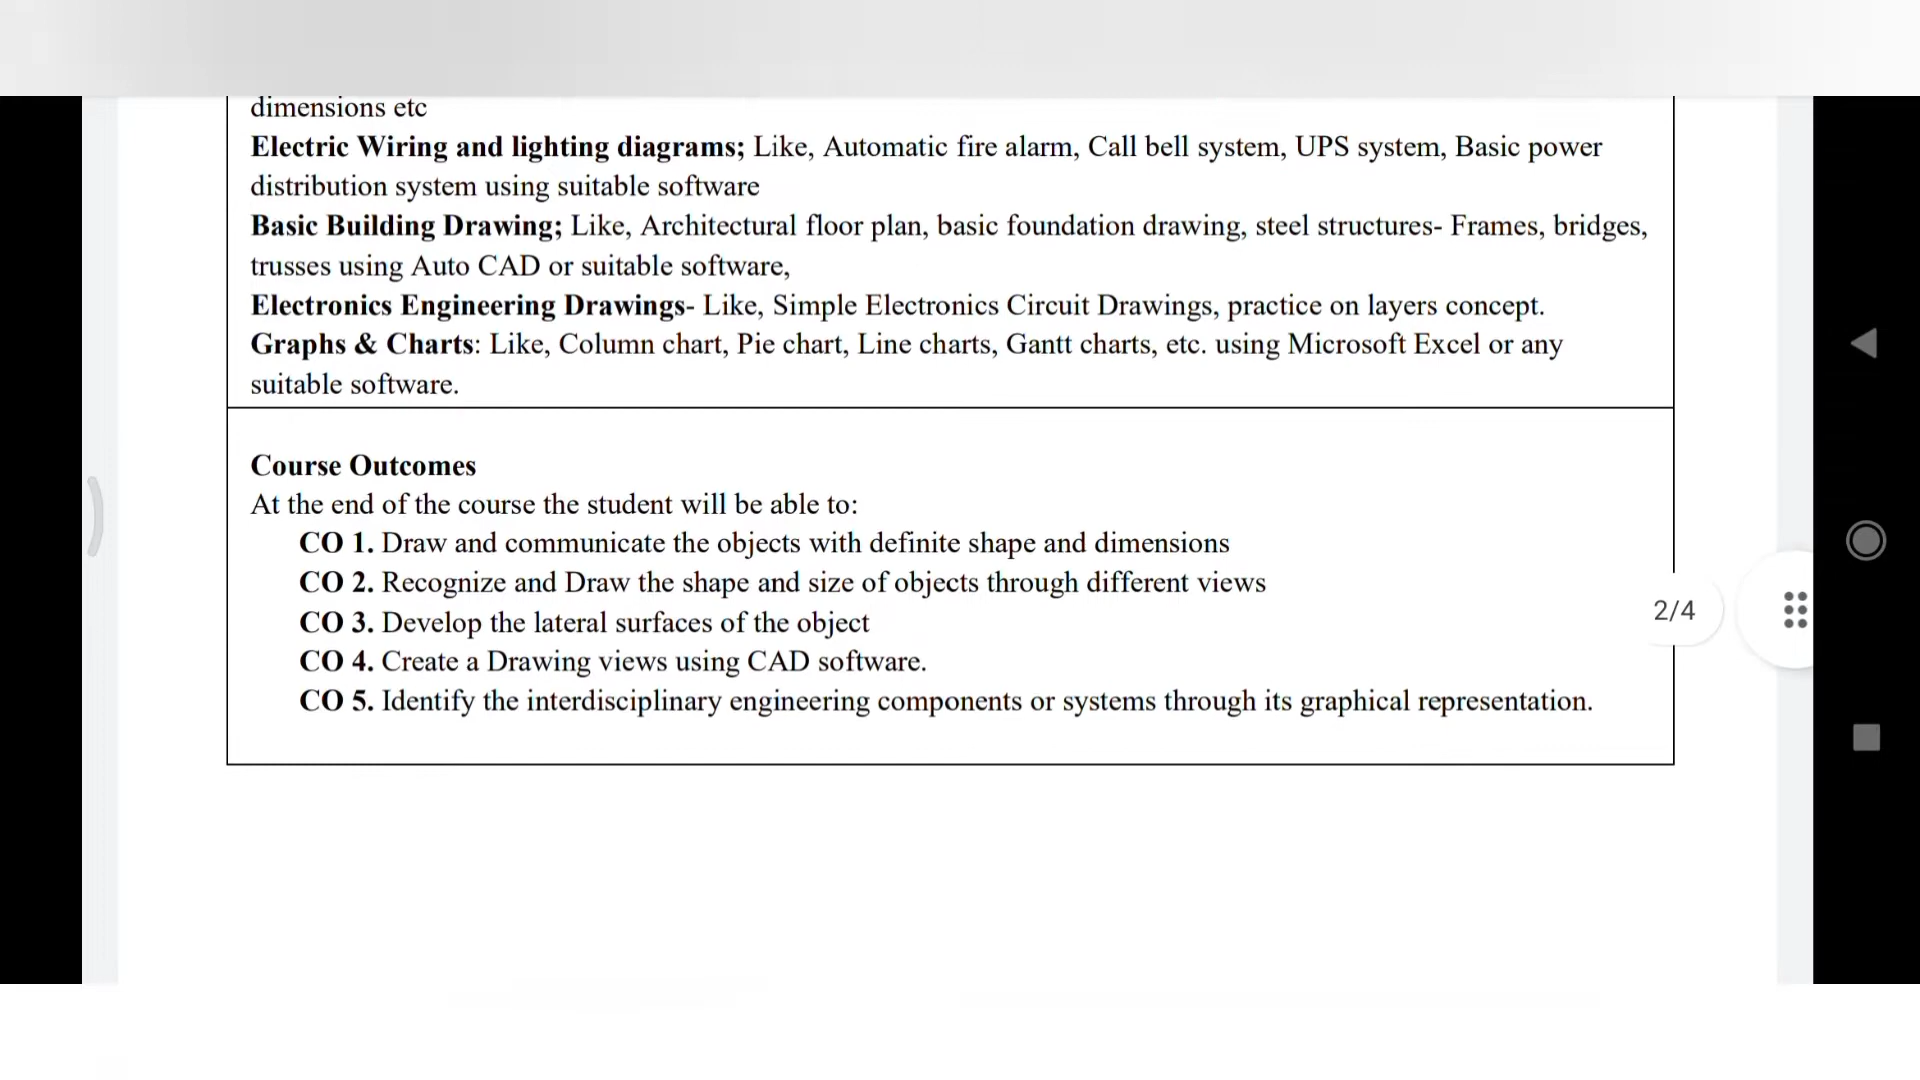 dimensions etc
Electric Wiring and lighting diagrams; Like, Automatic fire alarm, Call bell system, UPS system, Basic power
distribution system using suitable software
Basic Building Drawing; Like, Architectural floor plan, basic foundation drawing, steel structures- Frames, bridges,
trusses using Auto CAD or suitable software,
Electronics Engineering Drawings- Like, Simple Electronics Circuit Drawings, practice on layers concept.
Graphs & Charts: Like, Column chart, Pie chart, Line charts, Gantt charts, etc. using Microsoft Excel or any
suitable software.
Course Outcomes
At the end of the course the student will be able to:
CO 1. Draw and communicate the objects with definite shape and dimensions
CO 2. Recognize and Draw the shape and size of objects through different views
CO 3. Develop the lateral surfaces of the object
CO 4. Create a Drawing views using CAD software.
CO 5. Identify the interdisciplinary engineering components or systems through its graphical representation.
2/4